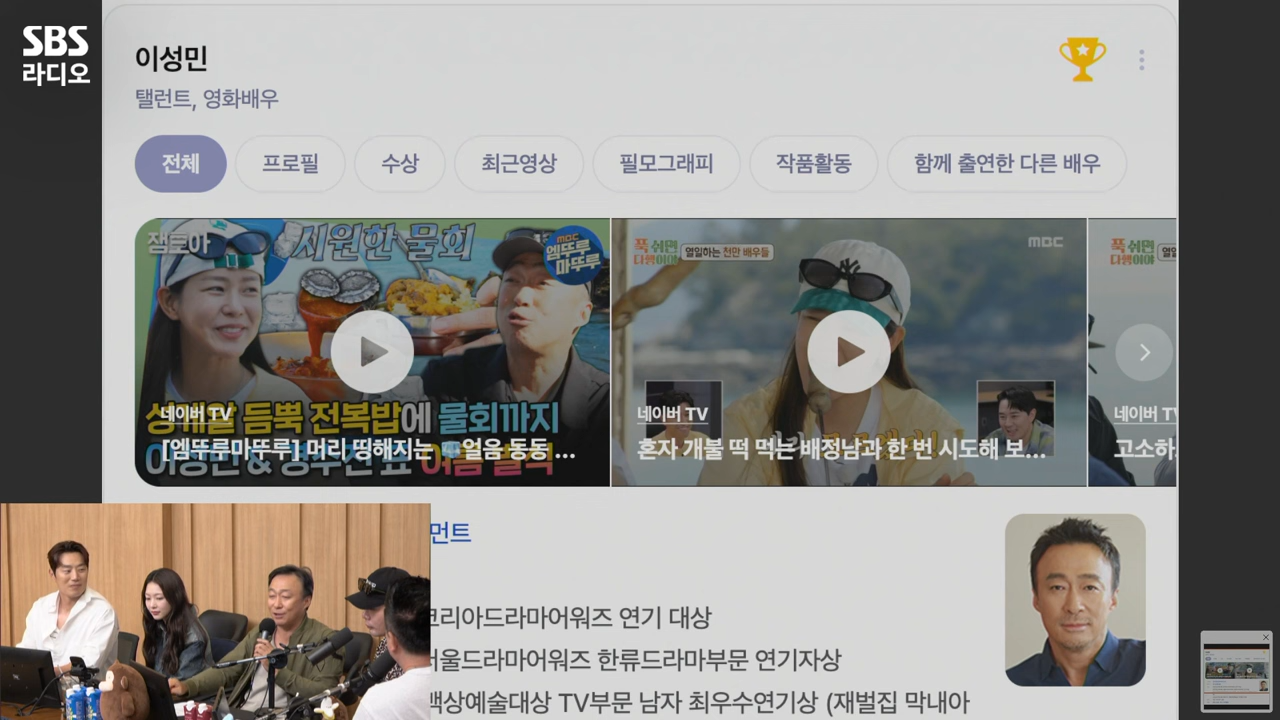 SBS
라디오
이성민
탤런트, 영화배우
전체
프로필
수상
최근영상
필모그래피
작품활동
함께 출연한 다른 배우
잼토아
시원한 물회
MBC
엠뚜루
마뚜루
성게알 듬뿍 전복밥에 물회까지
네이버 TV
[엠뚜루마뚜루] 머리 띵해지는 얼음 동동 ...
푹 쉬면
다행이야
열일하는 천만 배우들
MBC
네이버 TV
혼자 개불 떡 먹는 배정남과 한 번 시도해 보...
푹 쉬면
다행이야
네이버 TV
고소하
먼트
코리아드라마어워즈 연기 대상
서울드라마어워즈 한류드라마부문 연기자상
백상예술대상 TV부문 남자 최우수연기상 (재벌집 막내아